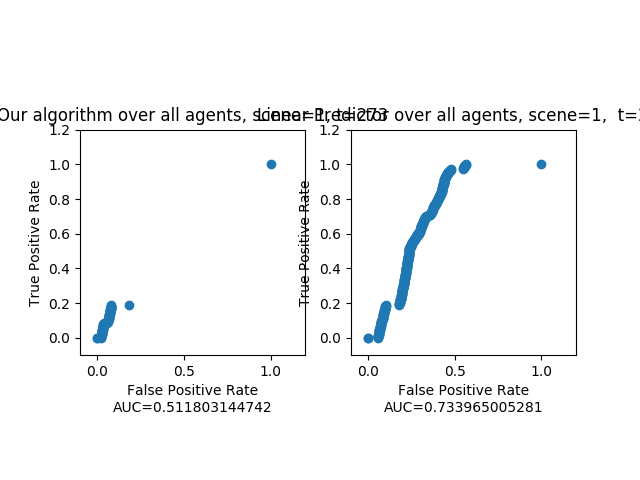 Our algorithm over all agents, scene=1, t=273
Linear Predictor over all agents, scene=1, t=
1.2
1.0
0.8
0.6
0.4
0.2
0.0
True Positive Rate
0.0 0.5 1.0
False Positive Rate
AUC=0.511803144742
1.2
1.0
0.8
0.6
0.4
0.2
0.0
True Positive Rate
0.0 0.5 1.0
False Positive Rate
AUC=0.733965005281